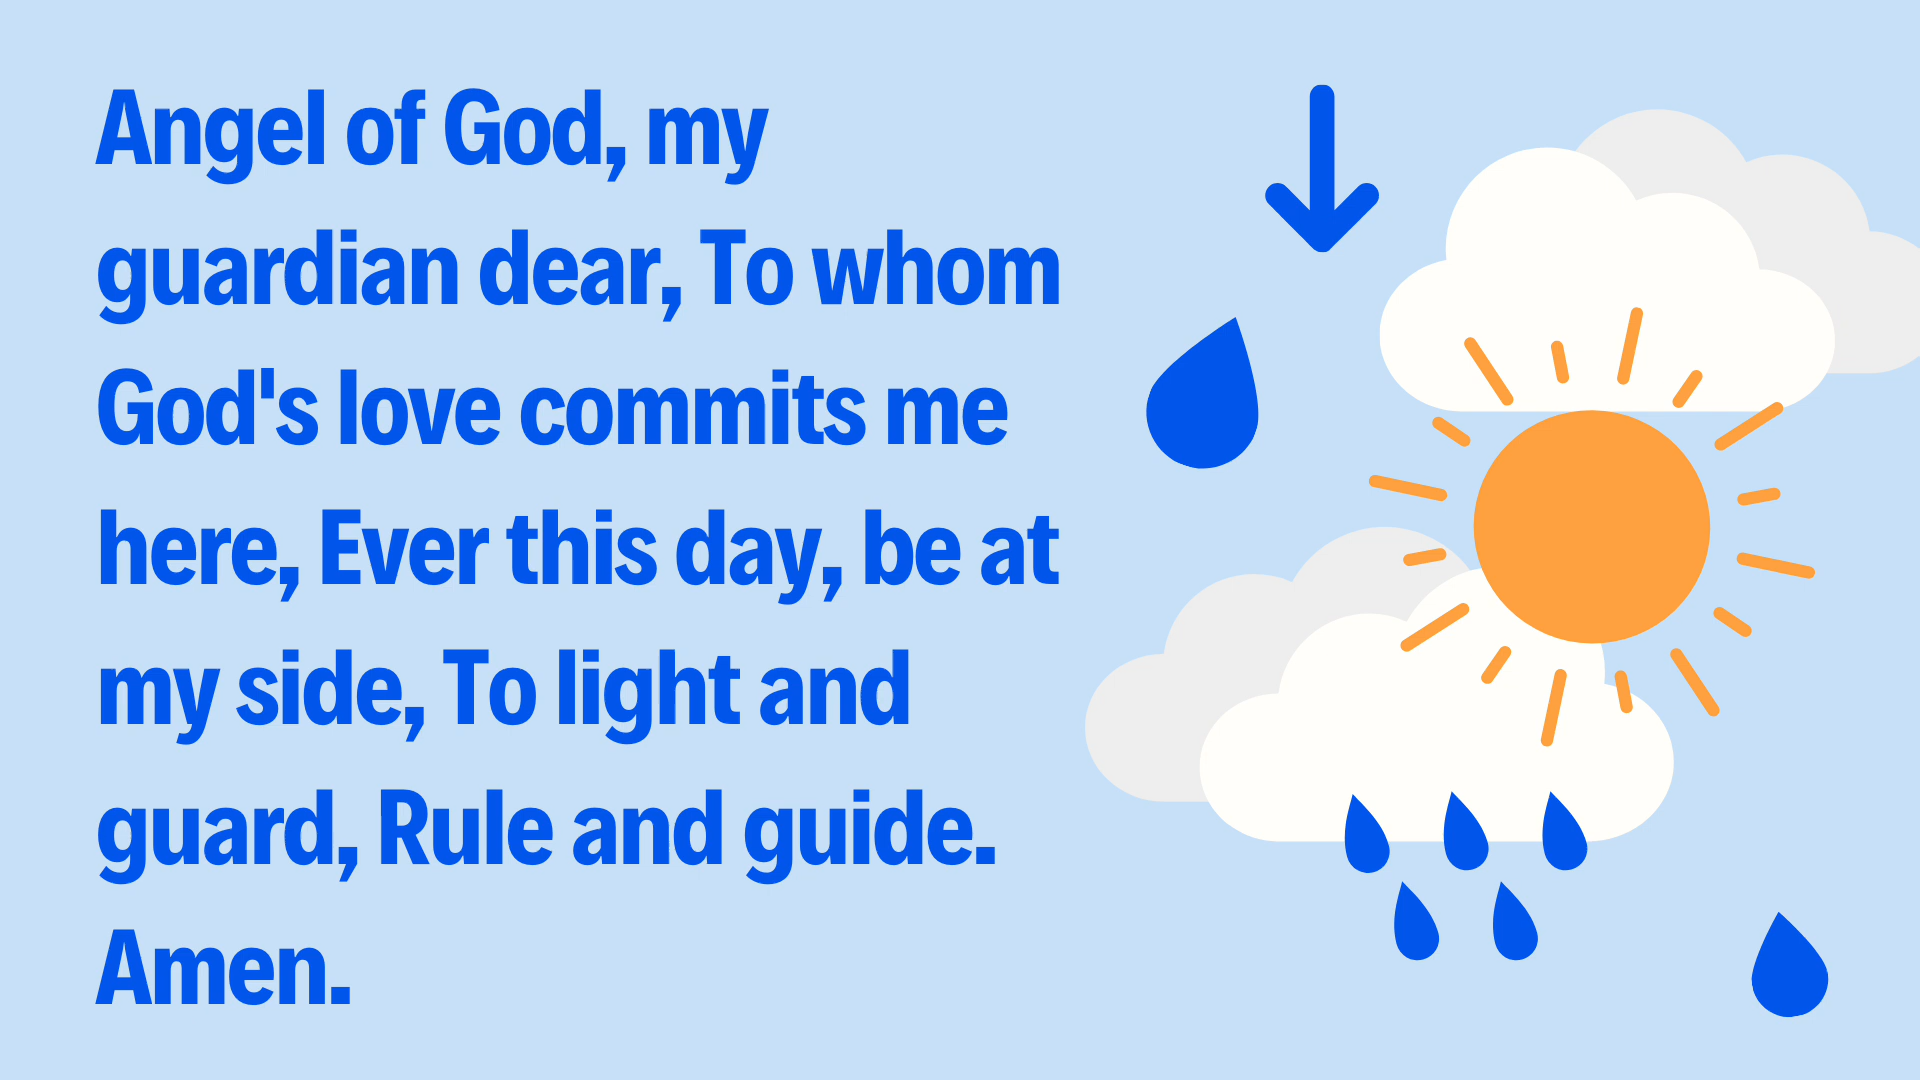 Angel of God, my
guardian dear, To whom
God's love commits me
here, Ever this day, be at
my side, To light and
guard, Rule and guide.
Amen.